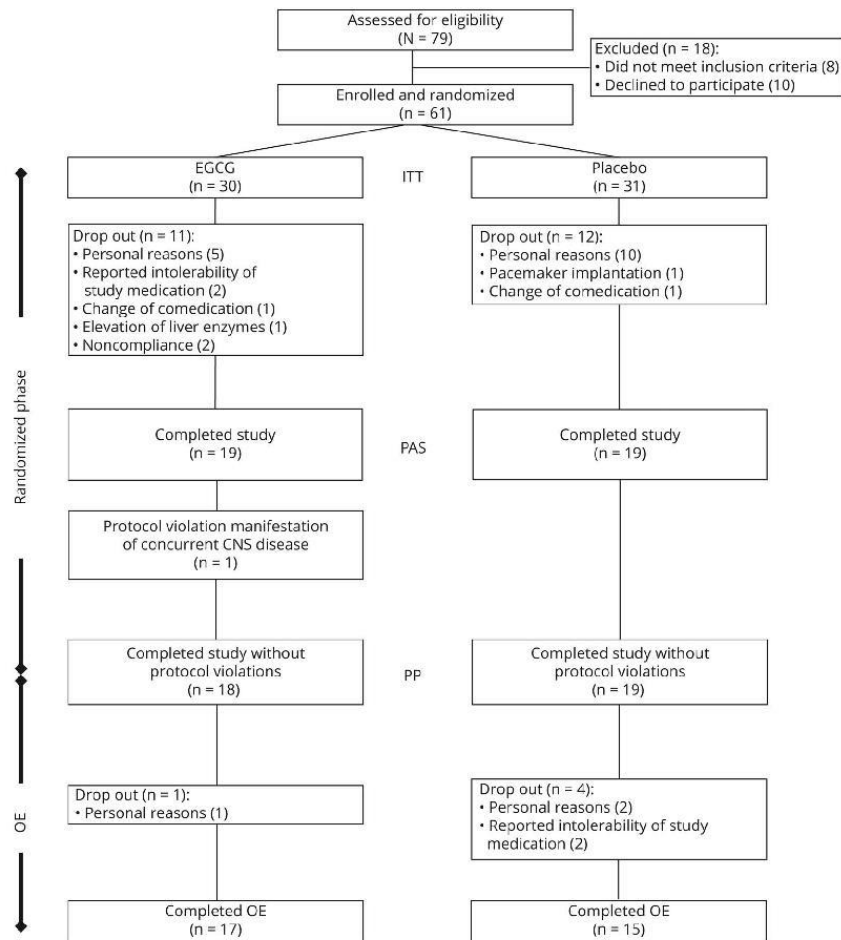 Assessed for eligibility
(N = 79)
Excluded (n = 18):
• Did not meet inclusion criteria (8)
• Declined to participate (10)
Enrolled and randomized
(n = 61)
EGCG
(n = 30)
ITT
Placebo
(n = 31)
Drop out (n = 11):
• Personal reasons (5)
• Reported intolerability of
study medication (2)
• Change of comedication (1)
• Elevation of liver enzymes (1)
• Noncompliance (2)
Drop out (n = 12):
• Personal reasons (10)
• Pacemaker implantation (1)
• Change of comedication (1)
Randomized phase
Completed study
(n = 19)
PAS
Completed study
(n = 19)
Protocol violation manifestation
of concurrent CNS disease
(n = 1)
Completed study without
protocol violations
(n = 18)
PP
Completed study without
protocol violations
(n = 19)
OE
Drop out (n = 1):
• Personal reasons (1)
Drop out (n = 4):
• Personal reasons (2)
• Reported intolerability of study
medication (2)
Completed OE
(n = 17)
Completed OE
(n = 15)